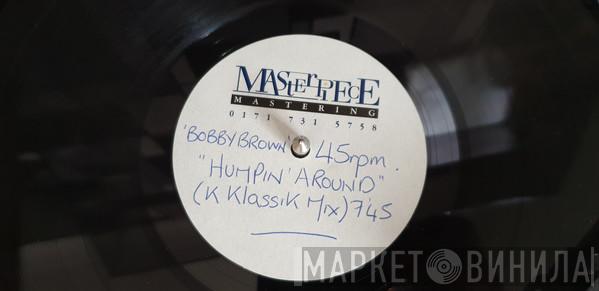 MASTERPIECE
MASTERING
0171 731 5758
'BOBBY BROWN' 45rpm.
"HUMPIN' AROUND"
(K KlassiK Mix) 7'45
МАРКЕТ ВИНИЛА